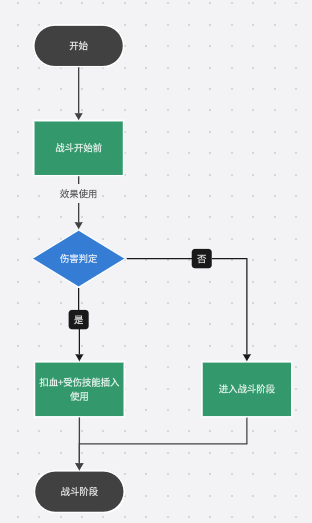 开始
战斗开始前
效果使用
伤害判定
否
是
扣血+受伤技能插入
使用
进入战斗阶段
战斗阶段